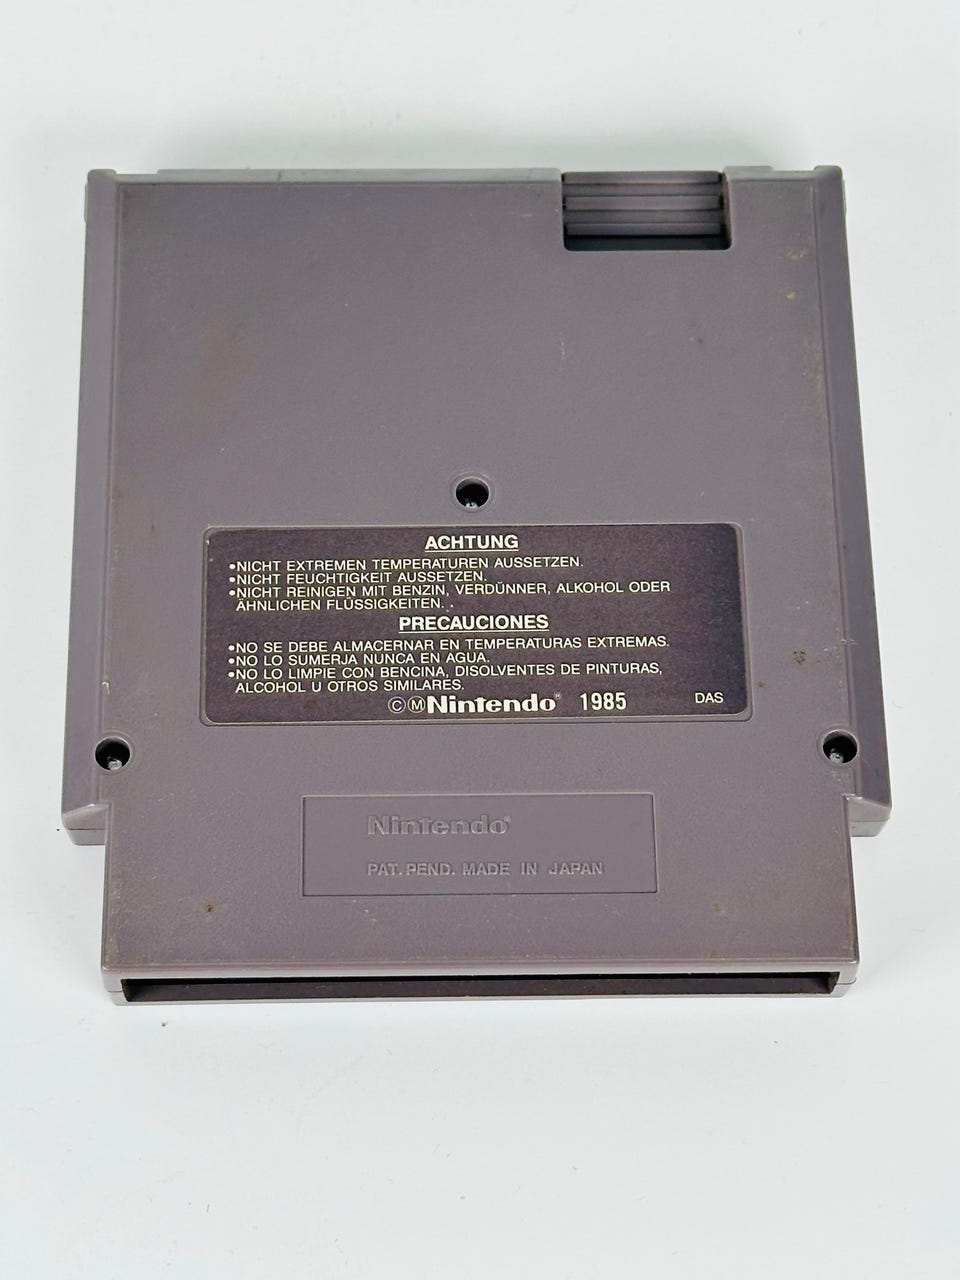 ACHTUNG
•NICHT EXTREMEN TEMPERATUREN AUSSETZEN.
•NICHT FEUCHTIGKEIT AUSSETZEN.
•NICHT REINIGEN MIT BENZIN, VERDÜNNER, ALKOHOL ODER
ÄHNLICHEN FLÜSSIGKEITEN.
PRECAUCIONES
•NO SE DEBE ALMACERNAR EN TEMPERATURAS EXTREMAS.
•NO LO SUMERJA NUNCA EN AGUA.
•NO LO LIMPIE CON BENCINA, DISOLVENTES DE PINTURAS,
ALCOHOL U OTROS SIMILARES.
©ⓂNintendo® 1985 DAS
Nintendo®
PAT. PEND. MADE IN JAPAN